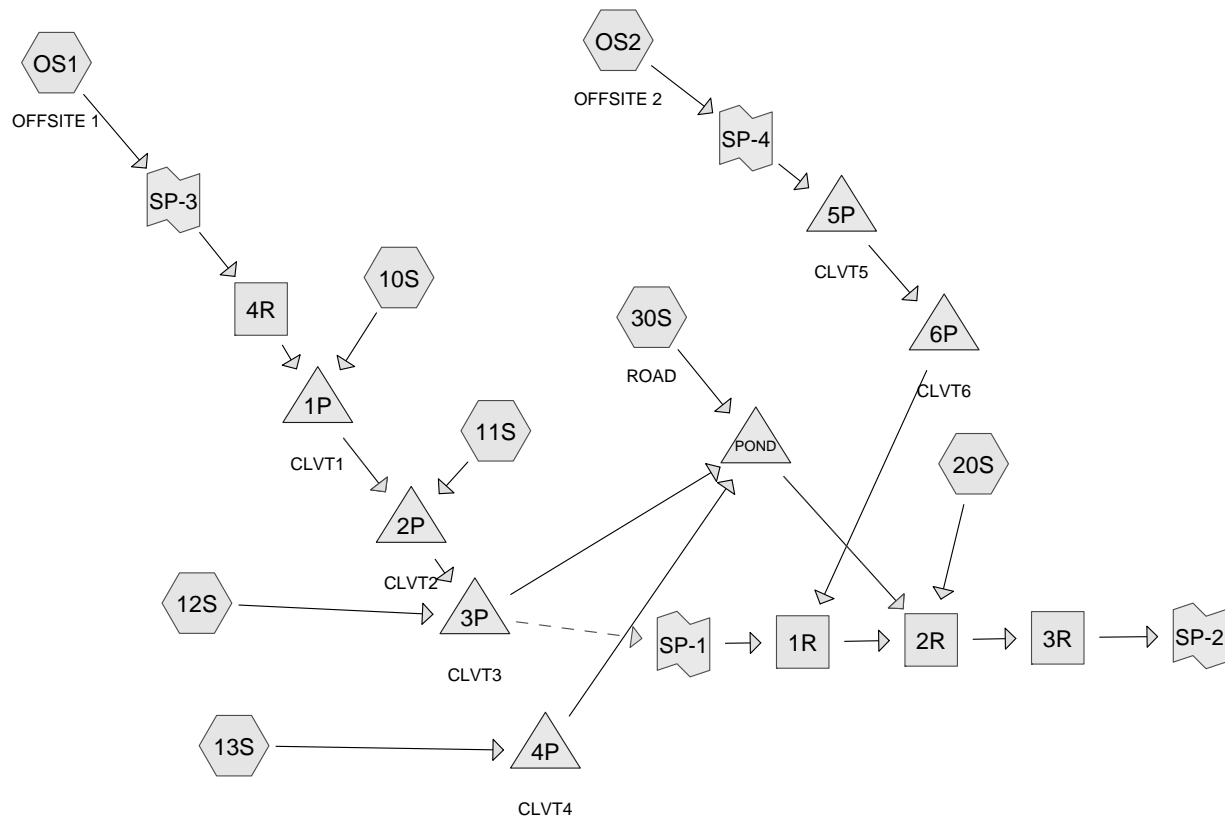 OS2
OS1
OFFSITE 2
OFFSITE 1
SP-4
SP-3
5P
CLVT5
10S
4R
30S
6P
ROAD
CLVT6
1P
11S
POND
CLVT1
20S
2P
CLVT2
12S
3P
SP-1
1R
2R
3R
SP-2
CLVT3
13S
4P
CLVT4